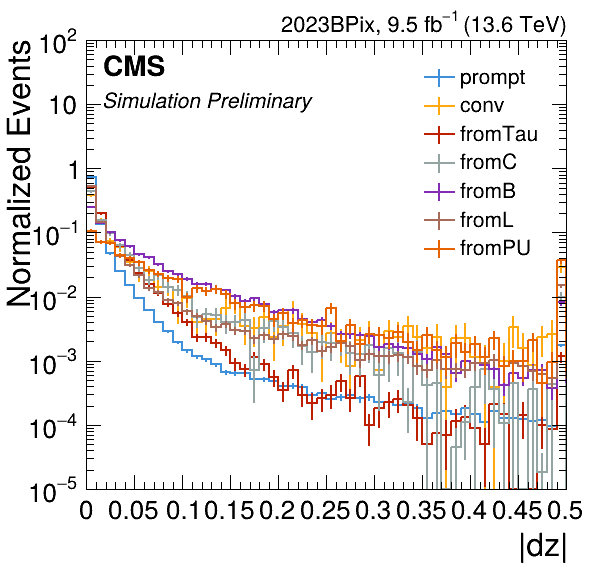 2023BPix, 9.5 fb⁻¹ (13.6 TeV)
CMS
Simulation Preliminary
prompt
conv
fromTau
fromC
fromB
fromL
fromPU
Normalized Events
10²
10
1
10⁻¹
10⁻²
10⁻³
10⁻⁴
10⁻⁵
0 0.05 0.1 0.15 0.2 0.25 0.3 0.35 0.4 0.45 0.5
|dz|